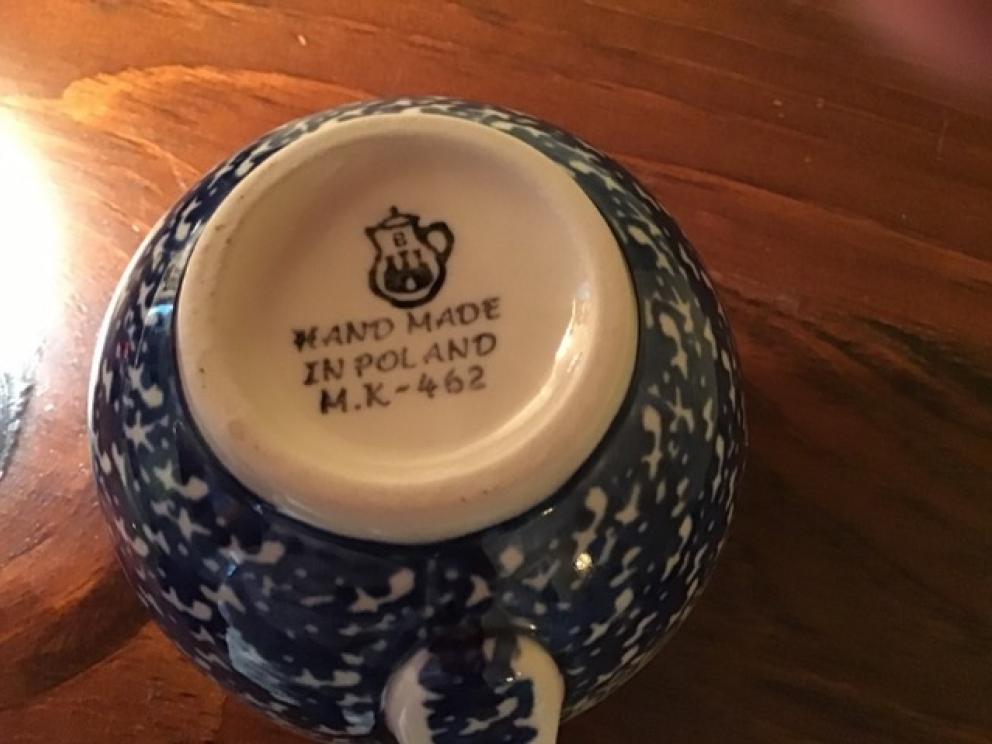 B
HAND MADE
IN POLAND
M.K-462